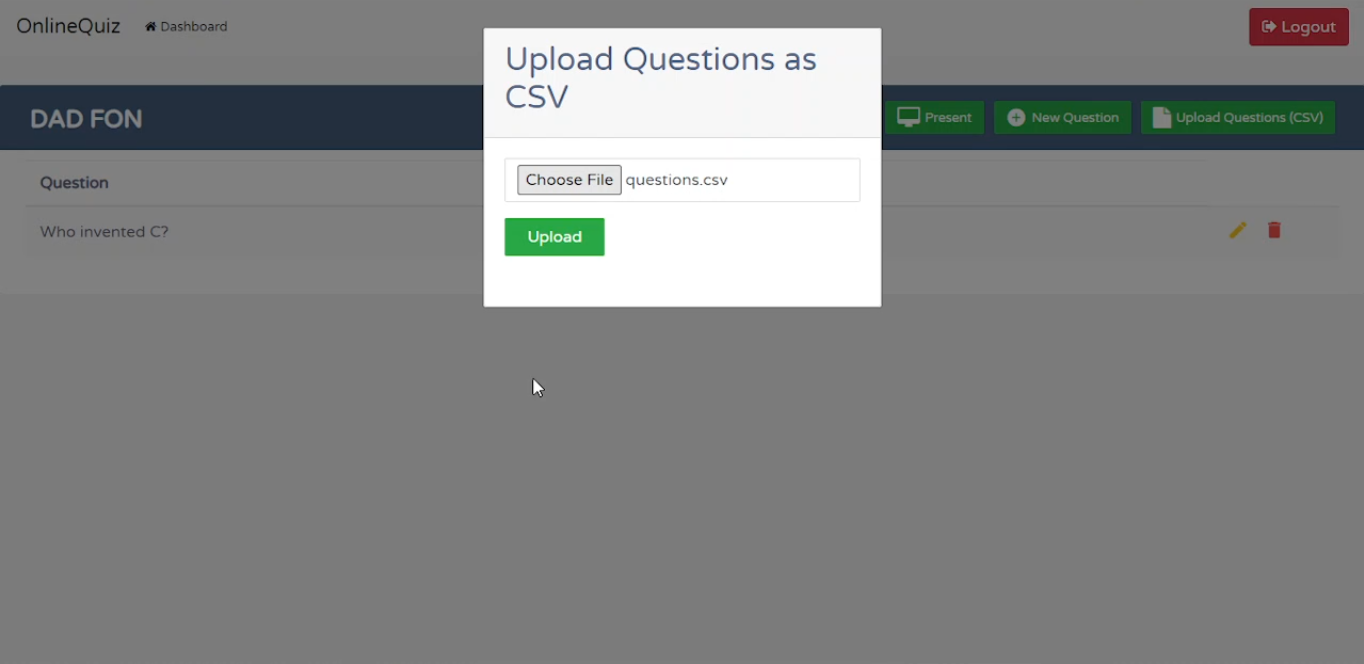 OnlineQuiz Dashboard Logout
Upload Questions as
CSV
DAD FON Present New Question Upload Questions (CSV)
Choose File questions.csv
Question
Upload
Who invented C?